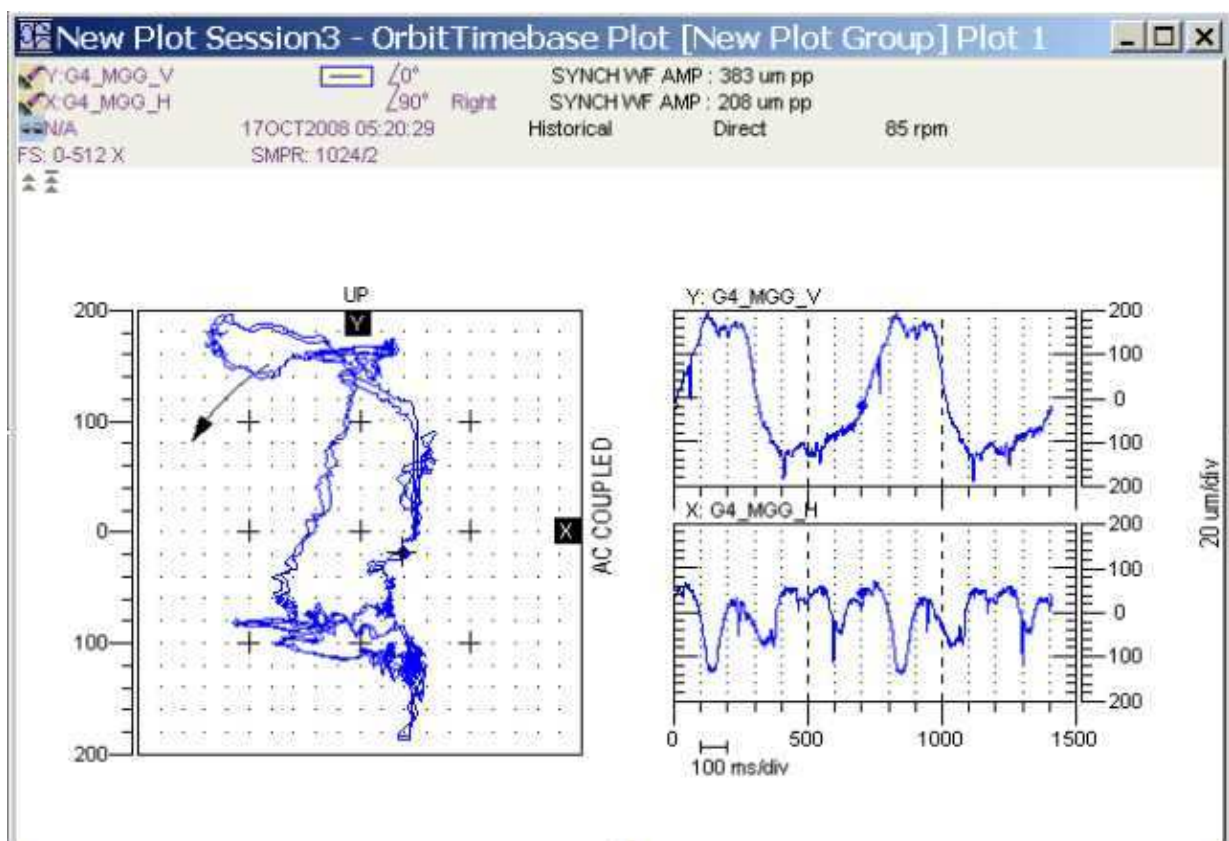 New Plot Session3 - OrbitTimebase Plot [New Plot Group] Plot 1
Y:G4_MGG_V ∠0° SYNCH WF AMP : 383 um pp
X:G4_MGG_H ∠90° Right SYNCH WF AMP : 208 um pp
N/A 17OCT2008 05:20:29 Historical Direct 85 rpm
FS: 0-512 X SMPR: 1024/2
UP
Y
200
100
0
100
200
X
AC COUPLED
Y: G4_MGG_V
200
100
0
100
200
X: G4_MGG_H
200
100
0
100
200
20 um/div
0 500 1000 1500
100 ms/div